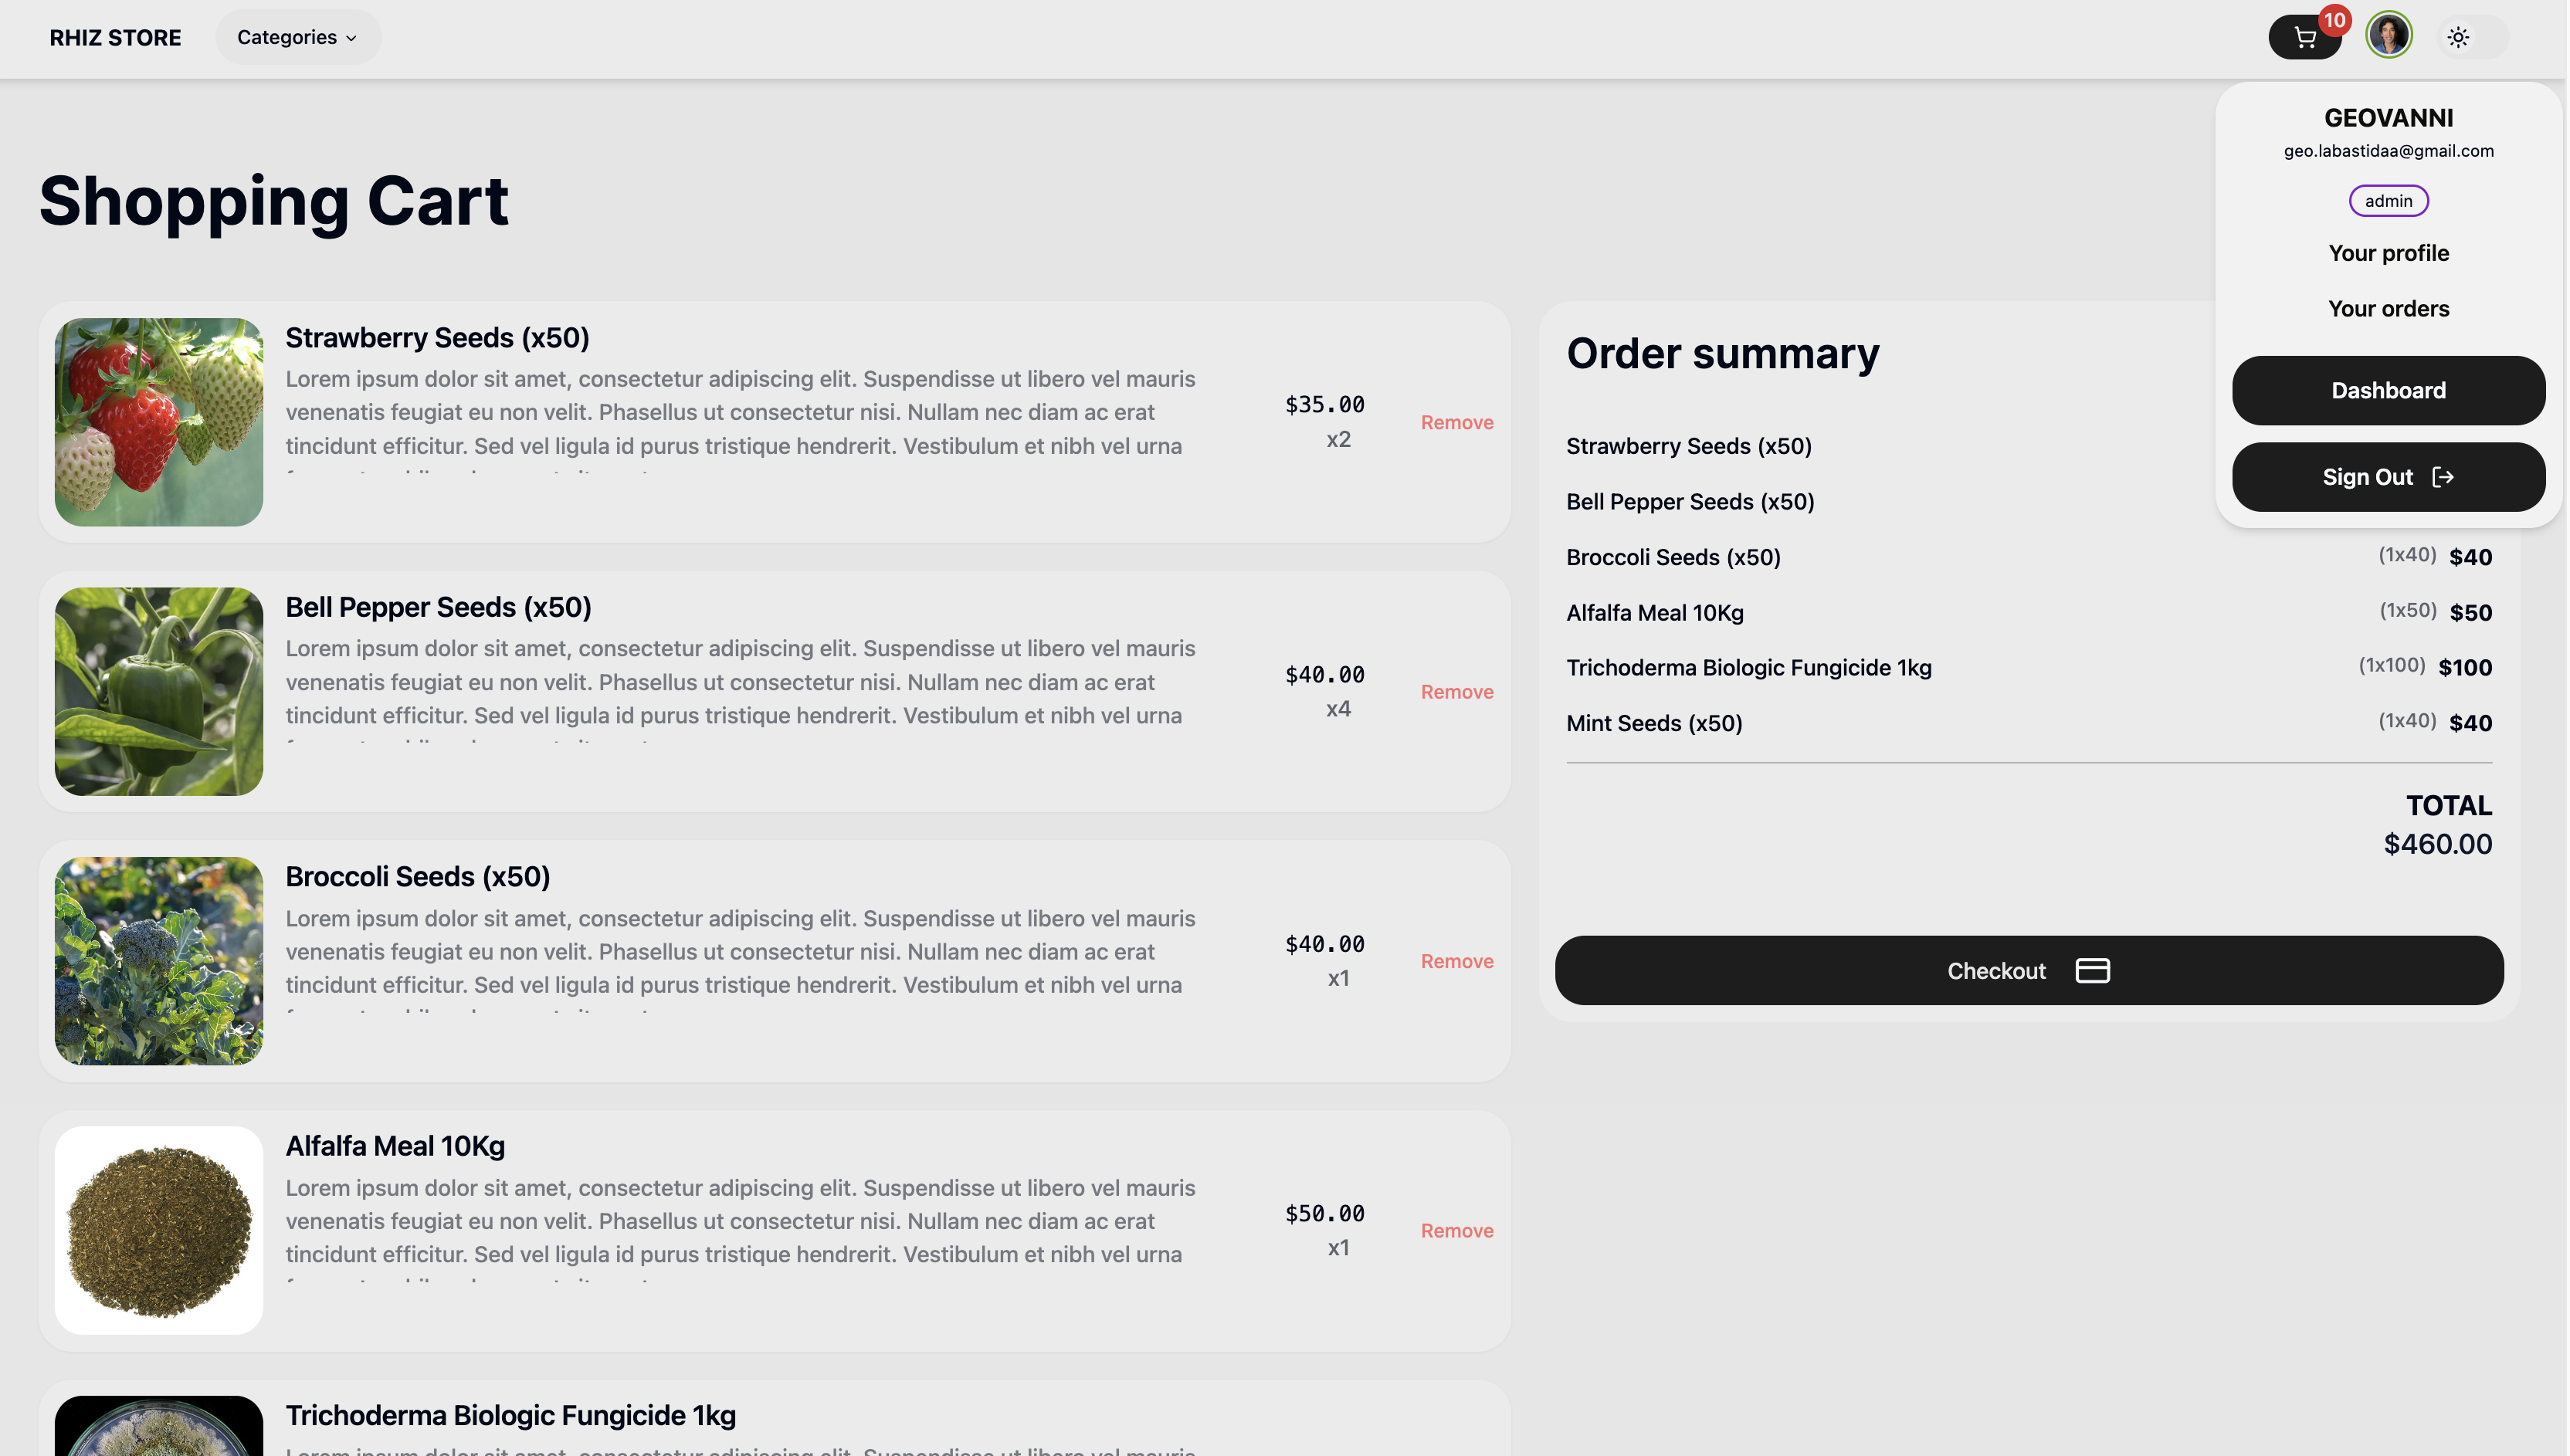 RHIZ STORE
Categories
10
GEOVANNI
geo.labastidaa@gmail.com
admin
Your profile
Your orders
Dashboard
Sign Out
Shopping Cart
Strawberry Seeds (x50)
Lorem ipsum dolor sit amet, consectetur adipiscing elit. Suspendisse ut libero vel mauris
venenatis feugiat eu non velit. Phasellus ut consectetur nisi. Nullam nec diam ac erat
tincidunt efficitur. Sed vel ligula id purus tristique hendrerit. Vestibulum et nibh vel urna
$35.00
x2
Remove
Bell Pepper Seeds (x50)
Lorem ipsum dolor sit amet, consectetur adipiscing elit. Suspendisse ut libero vel mauris
venenatis feugiat eu non velit. Phasellus ut consectetur nisi. Nullam nec diam ac erat
tincidunt efficitur. Sed vel ligula id purus tristique hendrerit. Vestibulum et nibh vel urna
$40.00
x4
Remove
Broccoli Seeds (x50)
Lorem ipsum dolor sit amet, consectetur adipiscing elit. Suspendisse ut libero vel mauris
venenatis feugiat eu non velit. Phasellus ut consectetur nisi. Nullam nec diam ac erat
tincidunt efficitur. Sed vel ligula id purus tristique hendrerit. Vestibulum et nibh vel urna
$40.00
x1
Remove
Alfalfa Meal 10Kg
Lorem ipsum dolor sit amet, consectetur adipiscing elit. Suspendisse ut libero vel mauris
venenatis feugiat eu non velit. Phasellus ut consectetur nisi. Nullam nec diam ac erat
tincidunt efficitur. Sed vel ligula id purus tristique hendrerit. Vestibulum et nibh vel urna
$50.00
x1
Remove
Trichoderma Biologic Fungicide 1kg
Lorem ipsum dolor sit amet, consectetur adipiscing elit. Suspendisse ut libero vel mauris
Order summary
Strawberry Seeds (x50)
Bell Pepper Seeds (x50)
Broccoli Seeds (x50) (1x40) $40
Alfalfa Meal 10Kg (1x50) $50
Trichoderma Biologic Fungicide 1kg (1x100) $100
Mint Seeds (x50) (1x40) $40
TOTAL
$460.00
Checkout